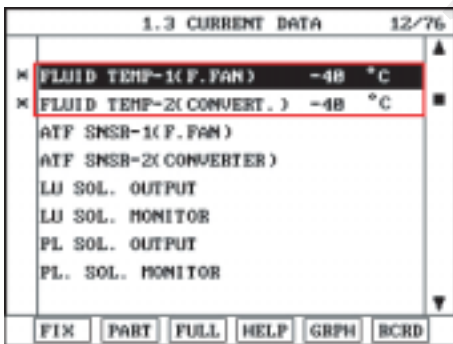 1.3 CURRENT DATA 12/76
× FLUID TEMP-1(F.FAN) -40 °C
× FLUID TEMP-2(CONVERT.) -40 °C
ATF SNSR-1(F.FAN)
ATF SNSR-2(CONVERTER)
LU SOL. OUTPUT
LU SOL. MONITOR
PL SOL. OUTPUT
PL. SOL. MONITOR
FIX PART FULL HELP GRPH RCRD